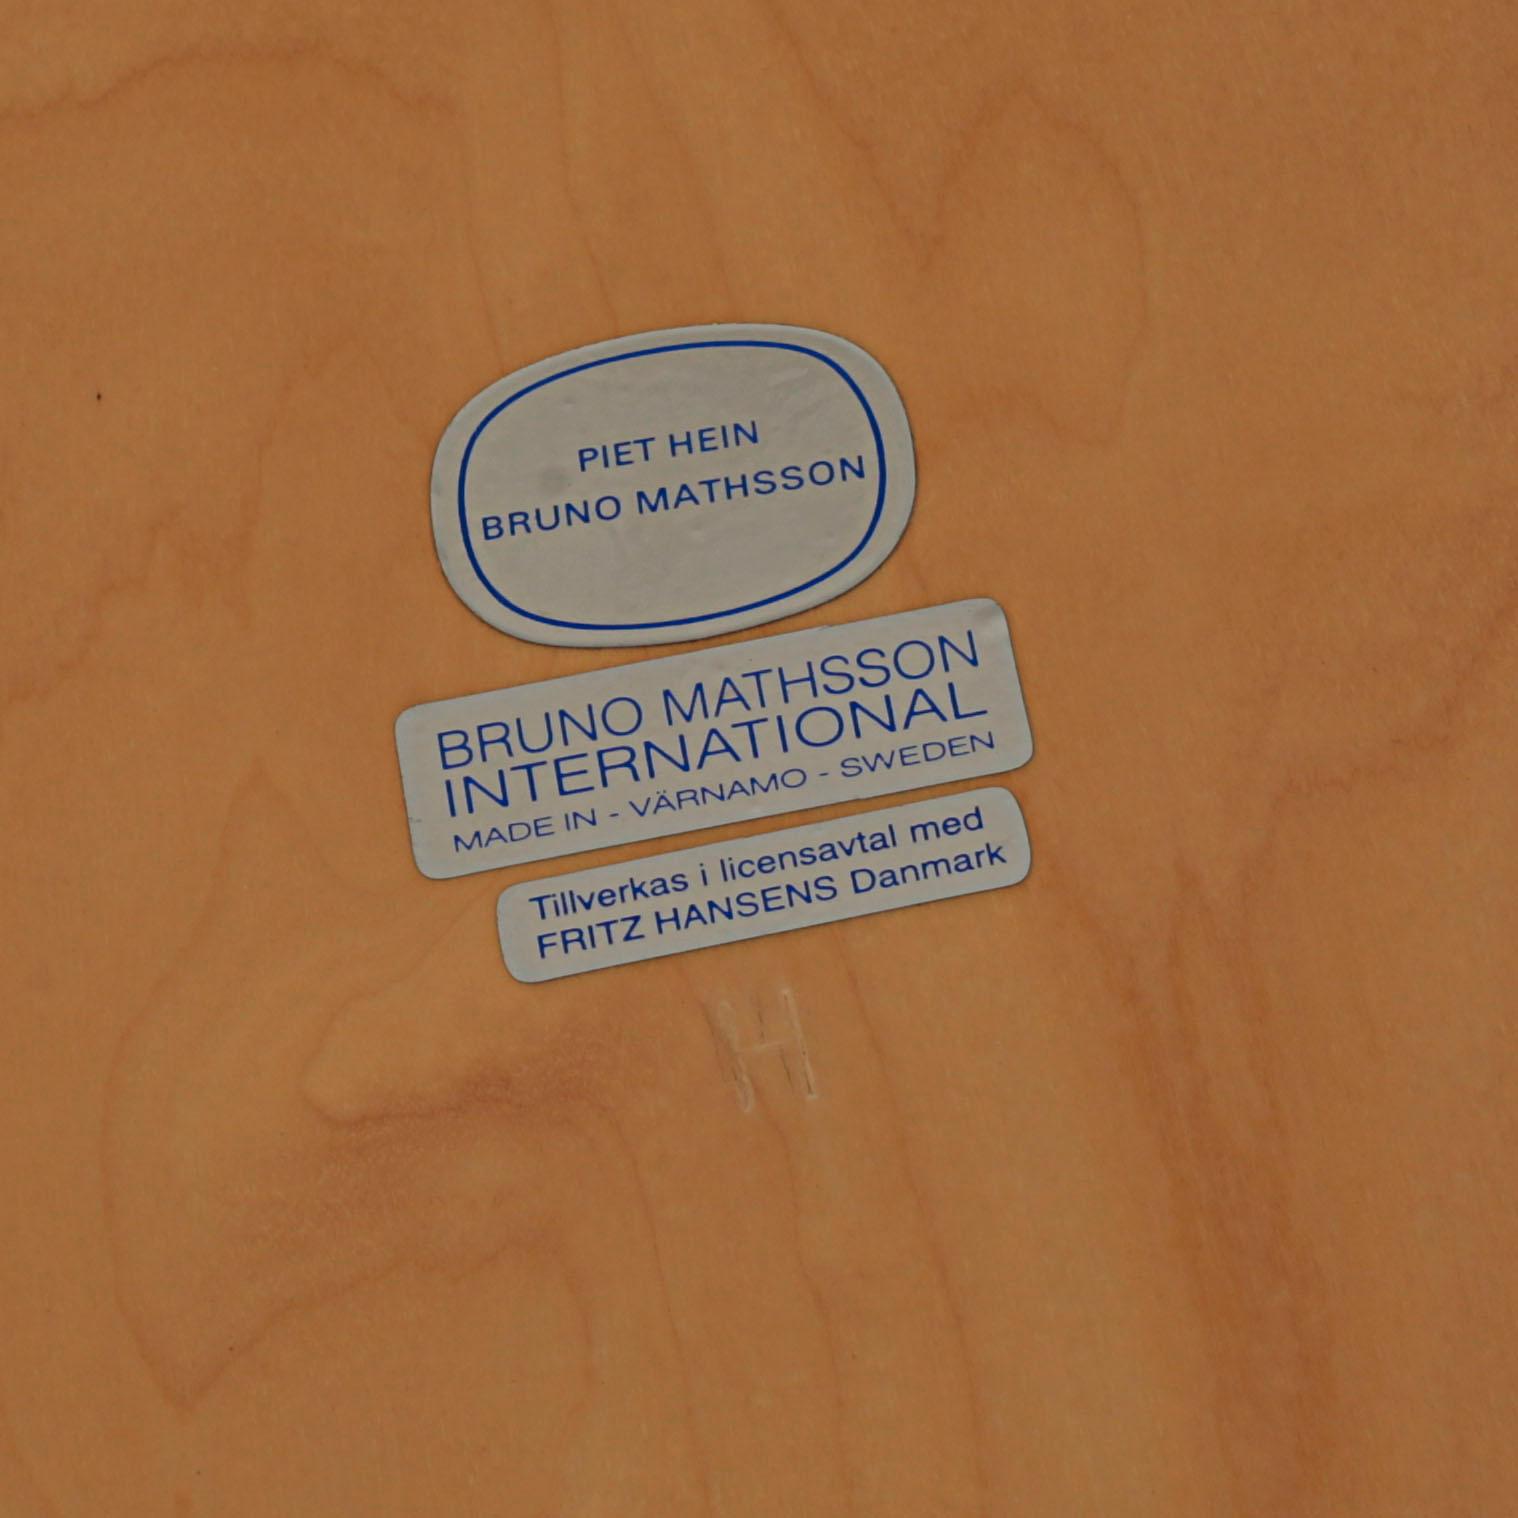 PIET HEIN
BRUNO MATHSSON
BRUNO MATHSSON
INTERNATIONAL
MADE IN - VÄRNAMO - SWEDEN
Tillverkas i licensavtal med
FRITZ HANSENS Danmark
H